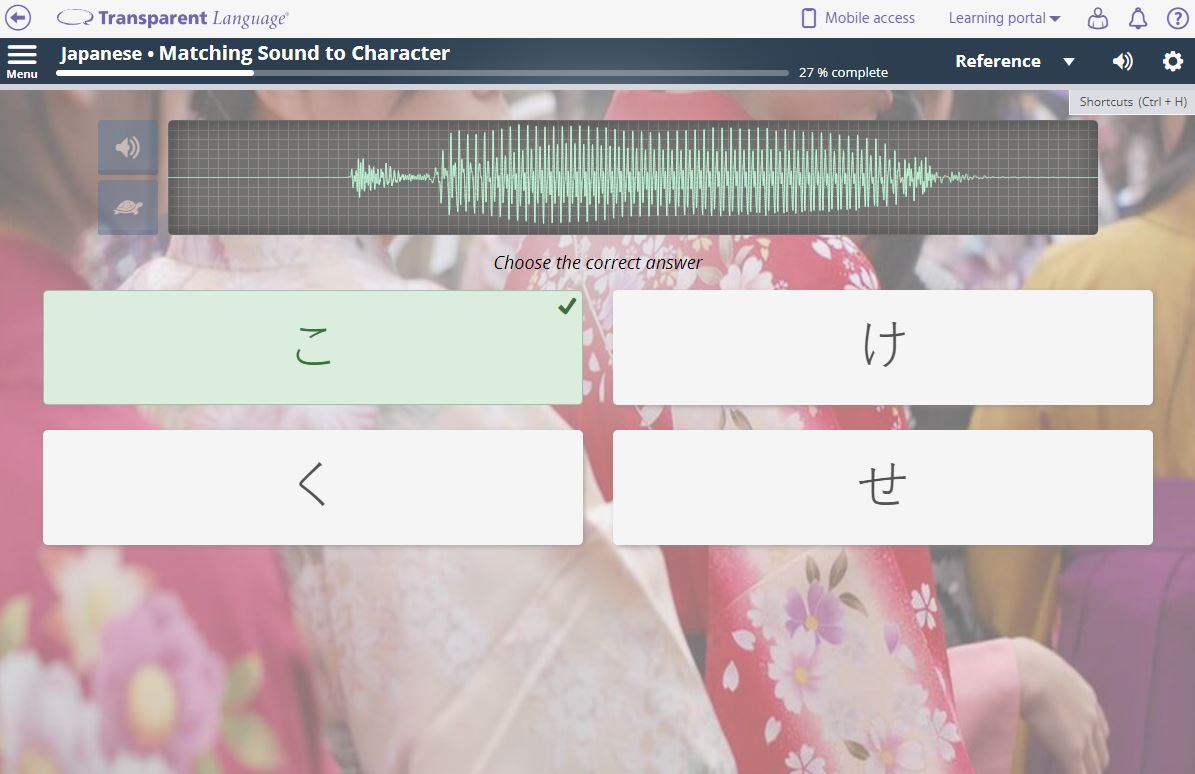 Transparent Language®
Mobile access
Learning portal
Menu
Japanese • Matching Sound to Character
27 % complete
Reference
Shortcuts (Ctrl + H)
Choose the correct answer
こ
け
く
せ